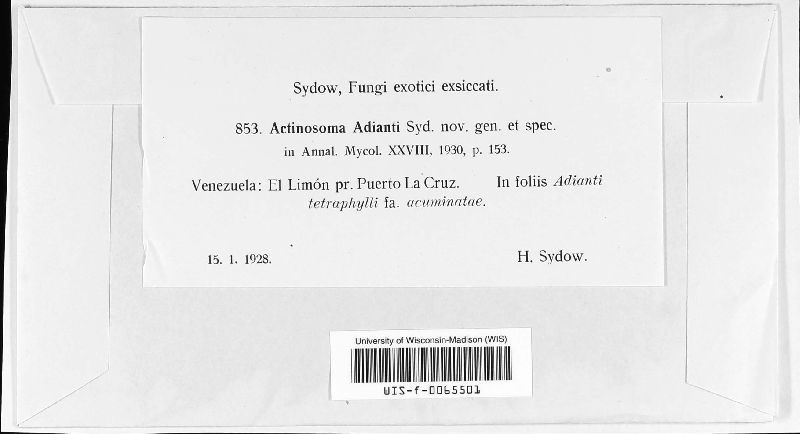 Sydow, Fungi exotici exsiccati.
853. Actinosoma Adianti Syd. nov. gen. et spec.
in Annal. Mycol. XXVIII, 1930, p. 153.
Venezuela: El Limón pr. Puerto La Cruz. In foliis Adianti
tetraphylli fa. acuminatae.
15. 1. 1928. H. Sydow.
University of Wisconsin-Madison (WIS)
WIS-f-0065501